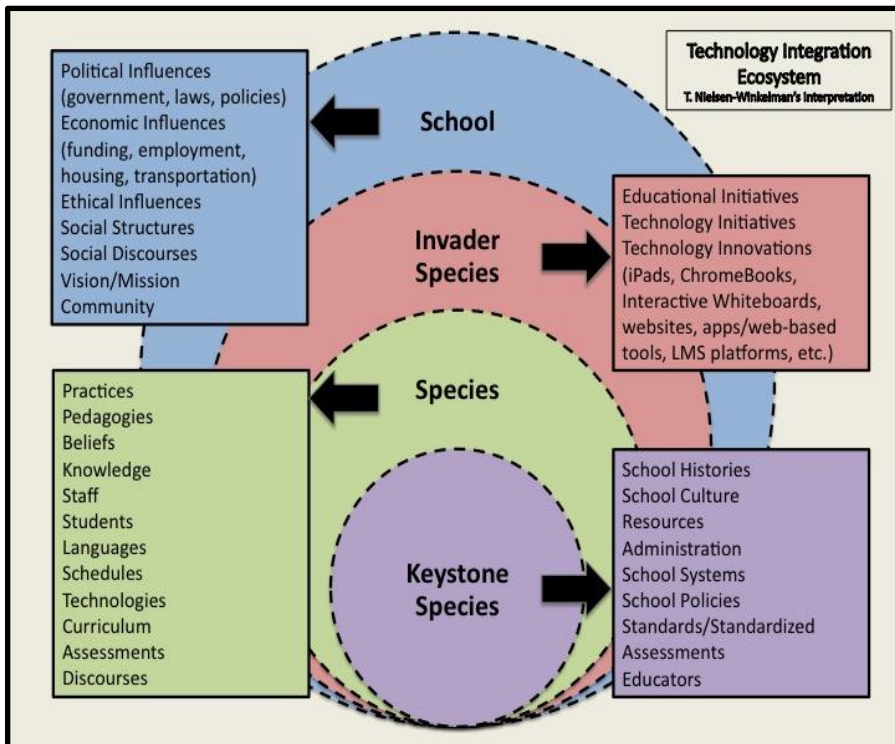 Technology Integration
Ecosystem
T. Nielsen-Winkelman's Interpretation
Political Influences
(government, laws, policies)
Economic Influences
(funding, employment,
housing, transportation)
Ethical Influences
Social Structures
Social Discourses
Vision/Mission
Community
School
Invader
Species
Educational Initiatives
Technology Initiatives
Technology Innovations
(iPads, ChromeBooks,
Interactive Whiteboards,
websites, apps/web-based
tools, LMS platforms, etc.)
Practices
Pedagogies
Beliefs
Knowledge
Staff
Students
Languages
Schedules
Technologies
Curriculum
Assessments
Discourses
Species
Keystone
Species
School Histories
School Culture
Resources
Administration
School Systems
School Policies
Standards/Standardized
Assessments
Educators